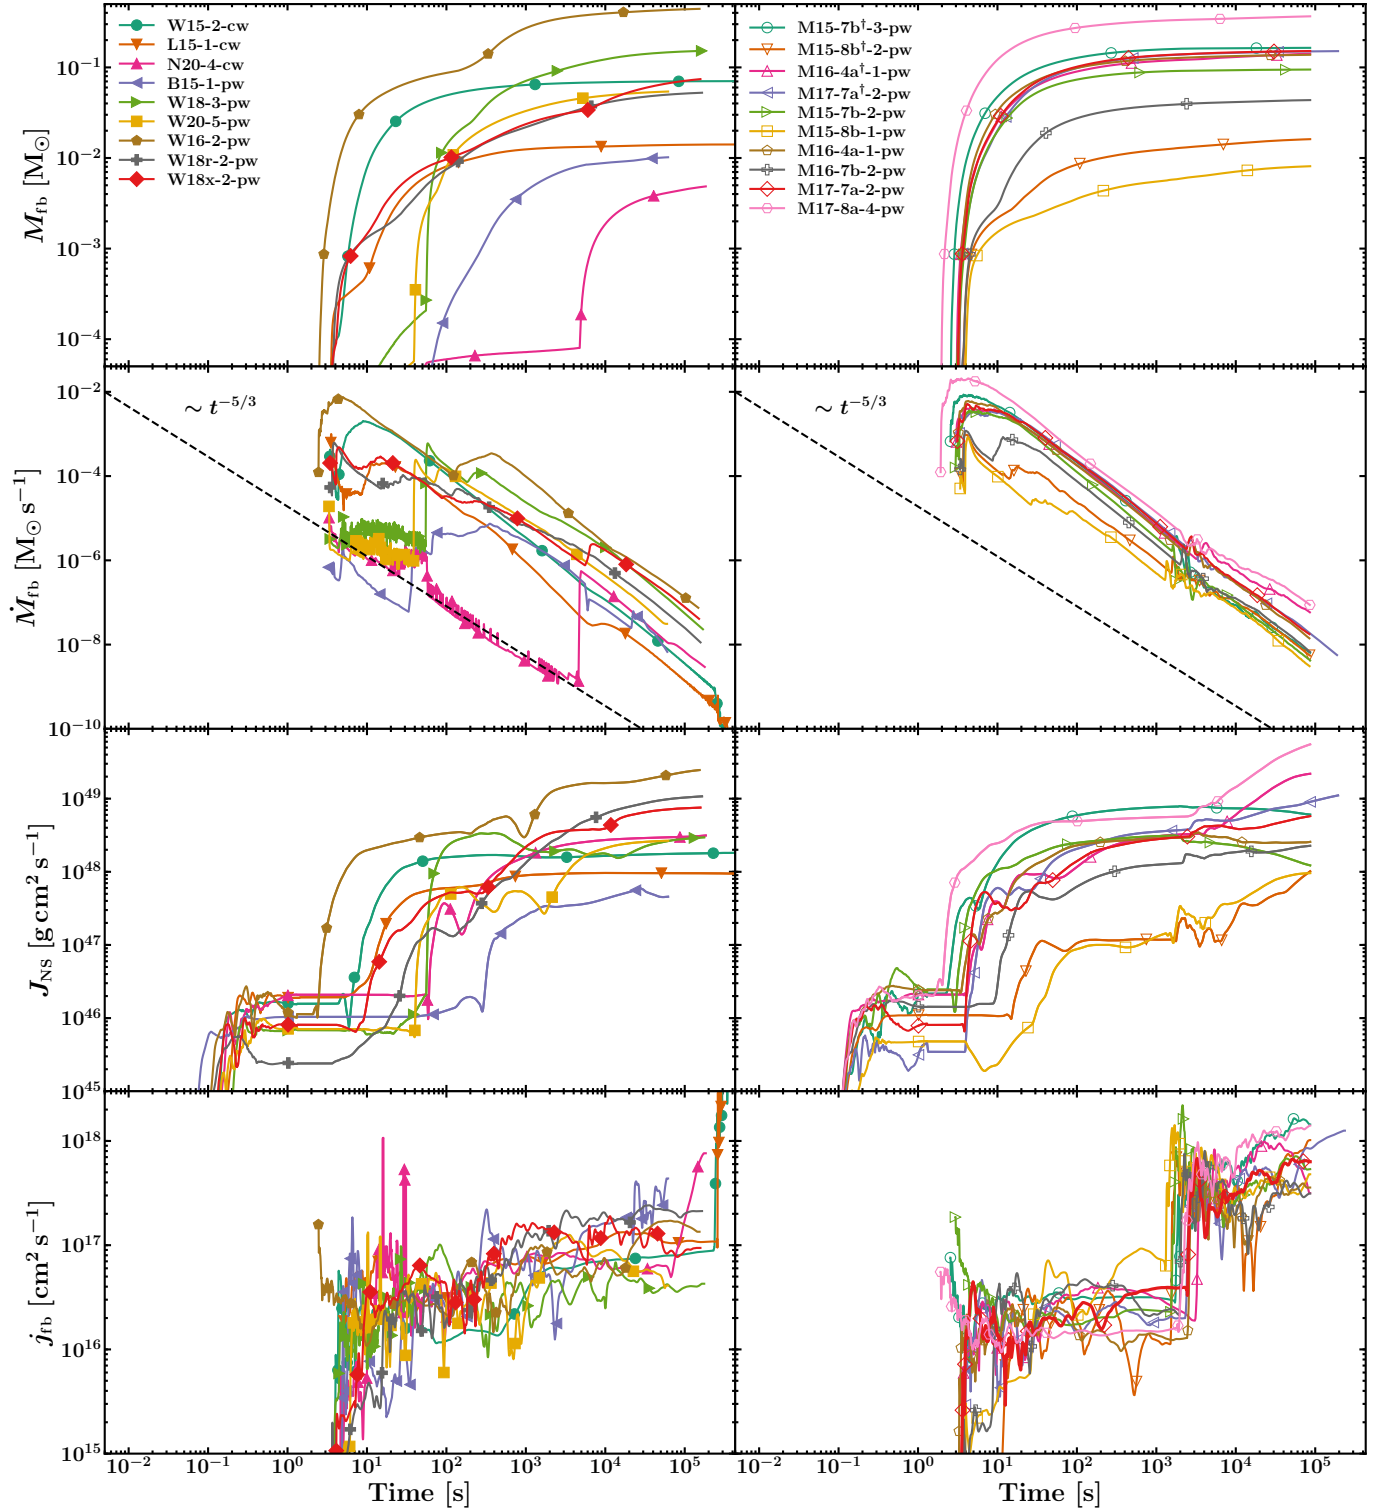 W15-2-cw
L15-1-cw
N20-4-cw
B15-1-pw
W18-3-pw
W20-5-pw
W16-2-pw
W18r-2-pw
W18x-2-pw
M15-7b†-3-pw
M15-8b†-2-pw
M16-4a†-1-pw
M17-7a†-2-pw
M15-7b-2-pw
M15-8b-1-pw
M16-4a-1-pw
M16-7b-2-pw
M17-7a-2-pw
M17-8a-4-pw
M_fb [M⊙]
10⁻¹
10⁻²
10⁻³
10⁻⁴
∼ t^−5/3
∼ t^−5/3
Ṁ_fb [M⊙ s⁻¹]
10⁻²
10⁻⁴
10⁻⁶
10⁻⁸
10⁻¹⁰
J_NS [g cm² s⁻¹]
10⁴⁹
10⁴⁸
10⁴⁷
10⁴⁶
10⁴⁵
j̇_fb [cm² s⁻¹]
10¹⁸
10¹⁷
10¹⁶
10¹⁵
10⁻² 10⁻¹ 10⁰ 10¹ 10² 10³ 10⁴ 10⁵
10⁻² 10⁻¹ 10⁰ 10¹ 10² 10³ 10⁴ 10⁵
Time [s]
Time [s]